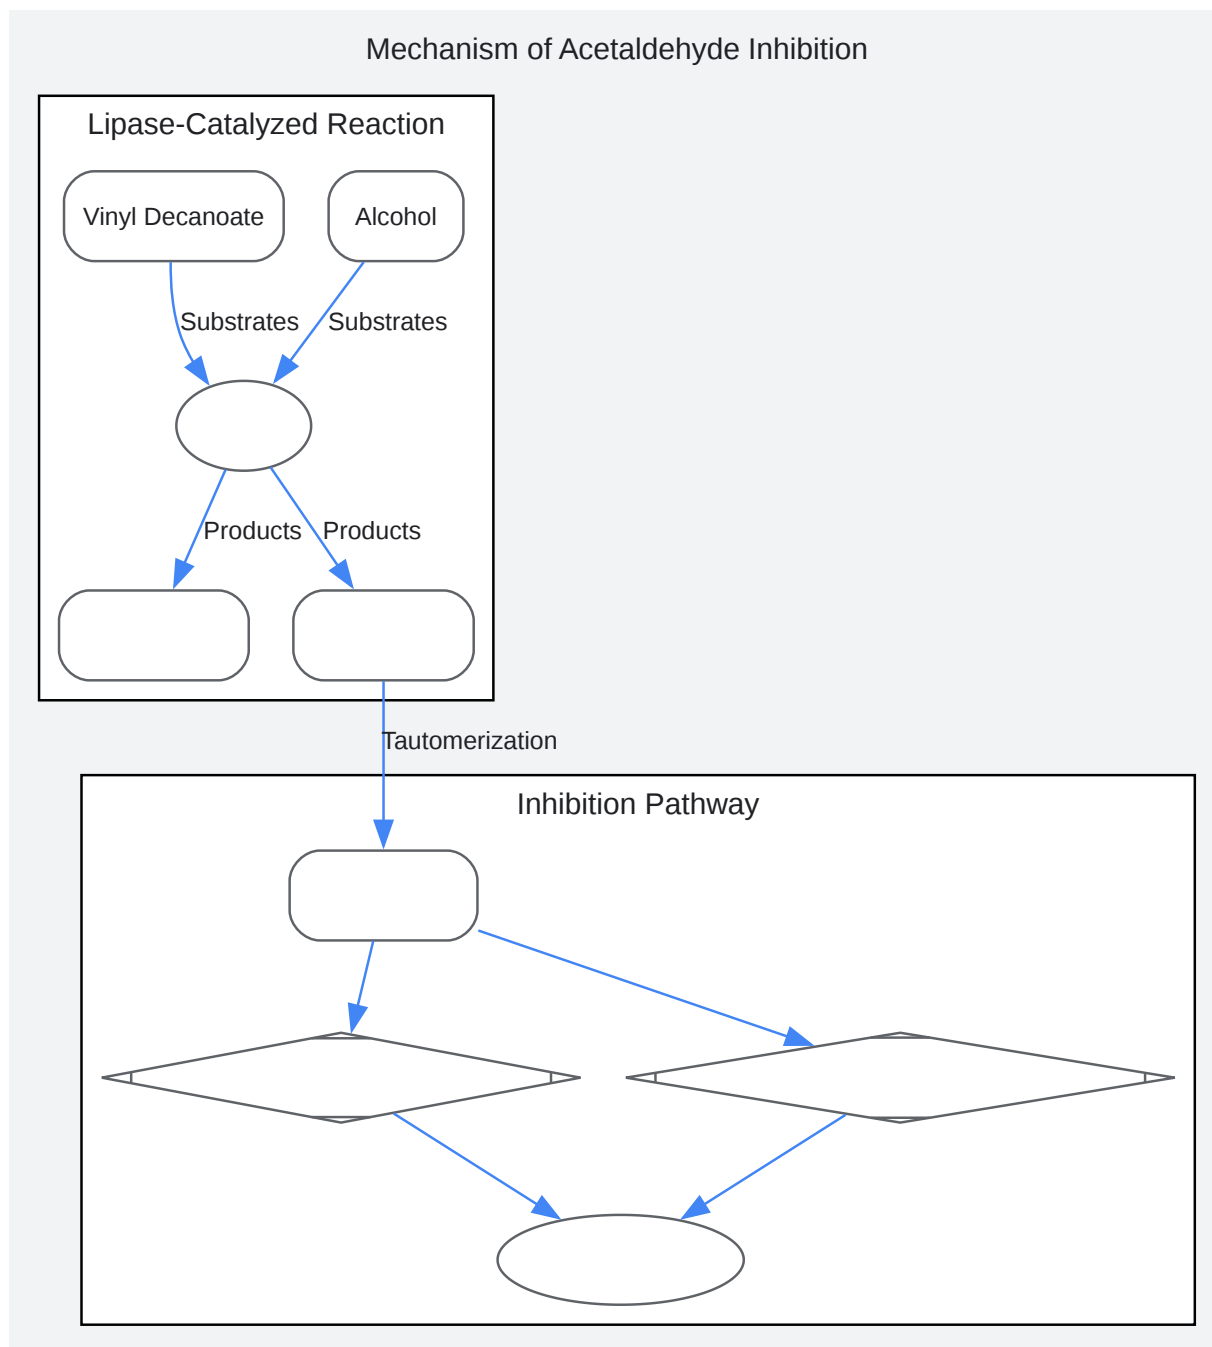 Mechanism of Acetaldehyde Inhibition
Lipase-Catalyzed Reaction
Vinyl Decanoate
Alcohol
Substrates
Substrates
Products
Products
Tautomerization
Inhibition Pathway